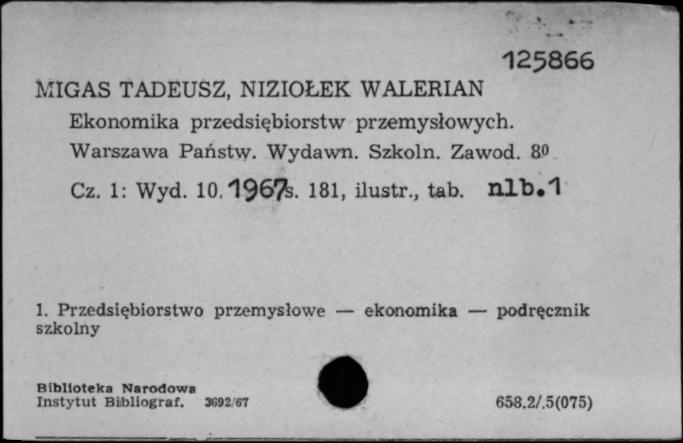 125866
MIGAS TADEUSZ, NIZIOŁEK WALERIAN
Ekonomika przedsiębiorstw przemysłowych.
Warszawa Państw. Wydawn. Szkoln. Zawod. 8º
Cz. 1: Wyd. 10. 1967 s. 181, ilustr., tab. nlb.1
1. Przedsiębiorstwo przemysłowe — ekonomika — podręcznik
szkolny
Biblioteka Narodowa
Instytut Bibliograf. 3692/67 658.2/.5(075)